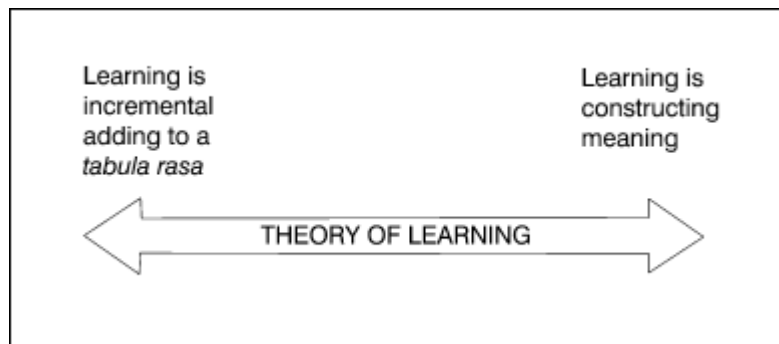 Learning is
incremental
adding to a
tabula rasa
Learning is
constructing
meaning
THEORY OF LEARNING